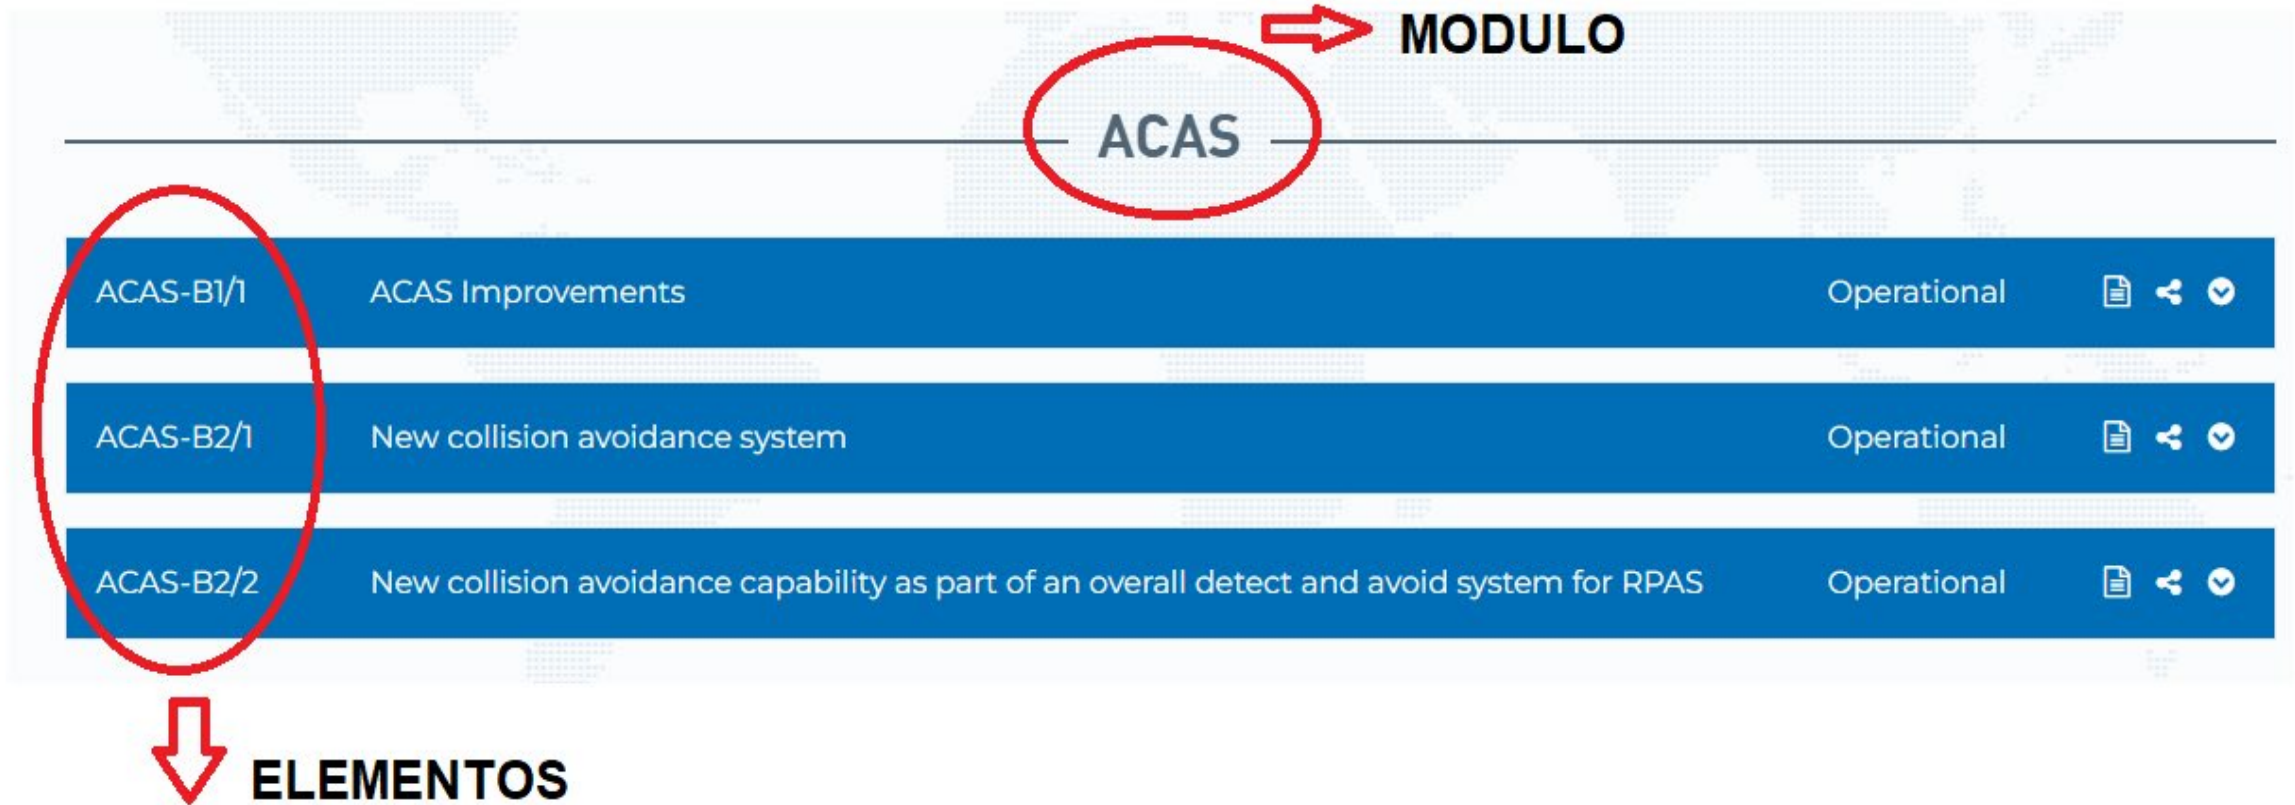 MODULO
ACAS
ACAS-B1/1 ACAS Improvements Operational
ACAS-B2/1 New collision avoidance system Operational
ACAS-B2/2 New collision avoidance capability as part of an overall detect and avoid system for RPAS Operational
ELEMENTOS